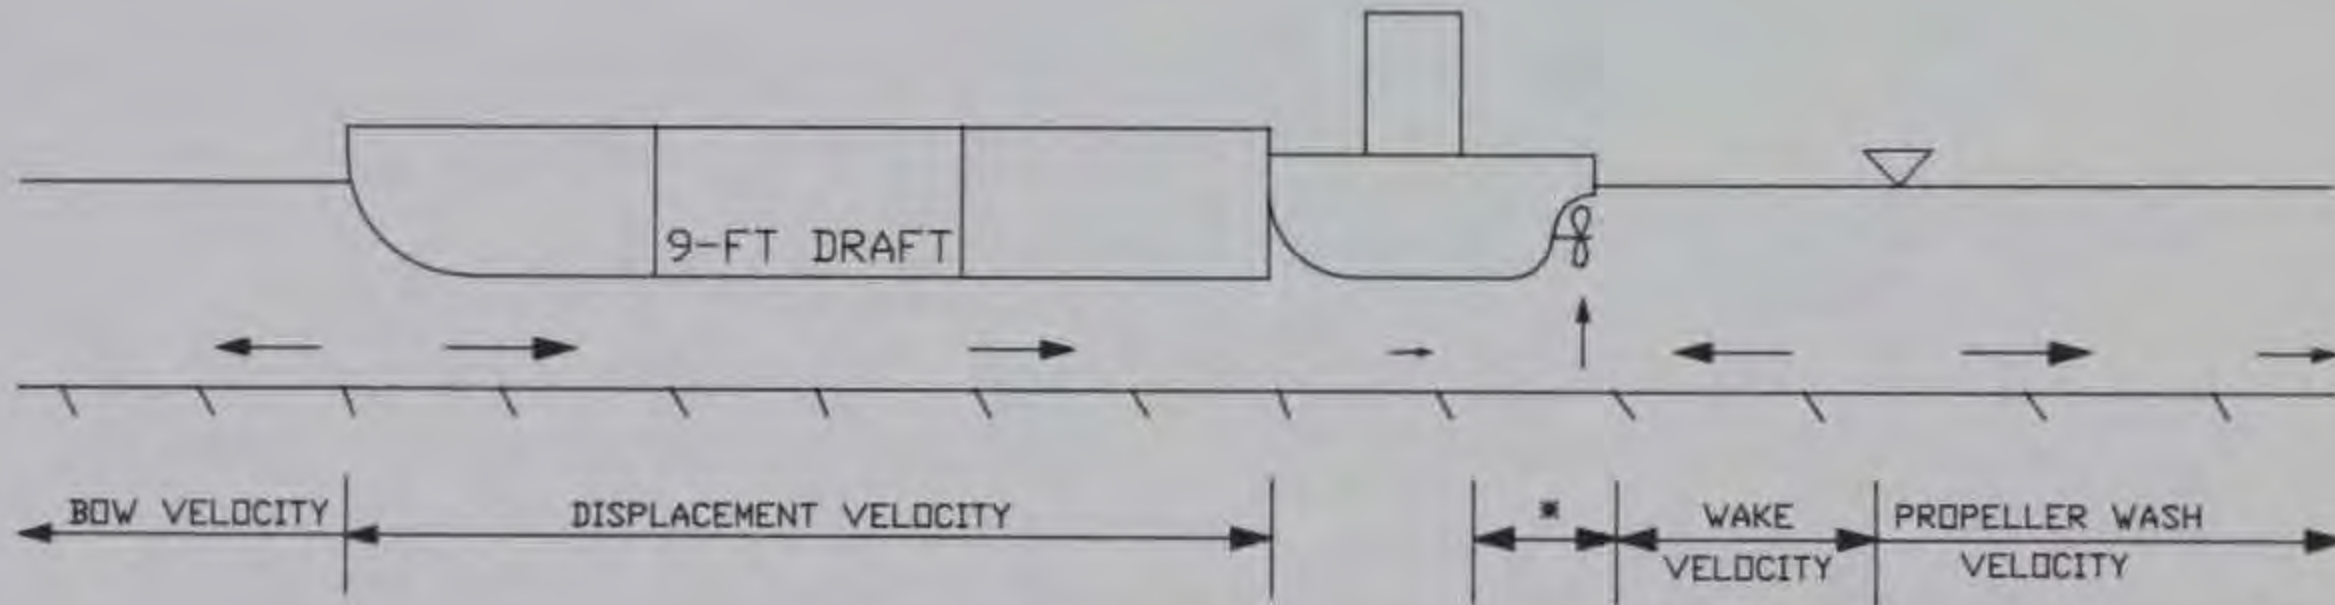 9-FT DRAFT
BOW VELOCITY
DISPLACEMENT VELOCITY
*
WAKE
VELOCITY
PROPELLER WASH
VELOCITY